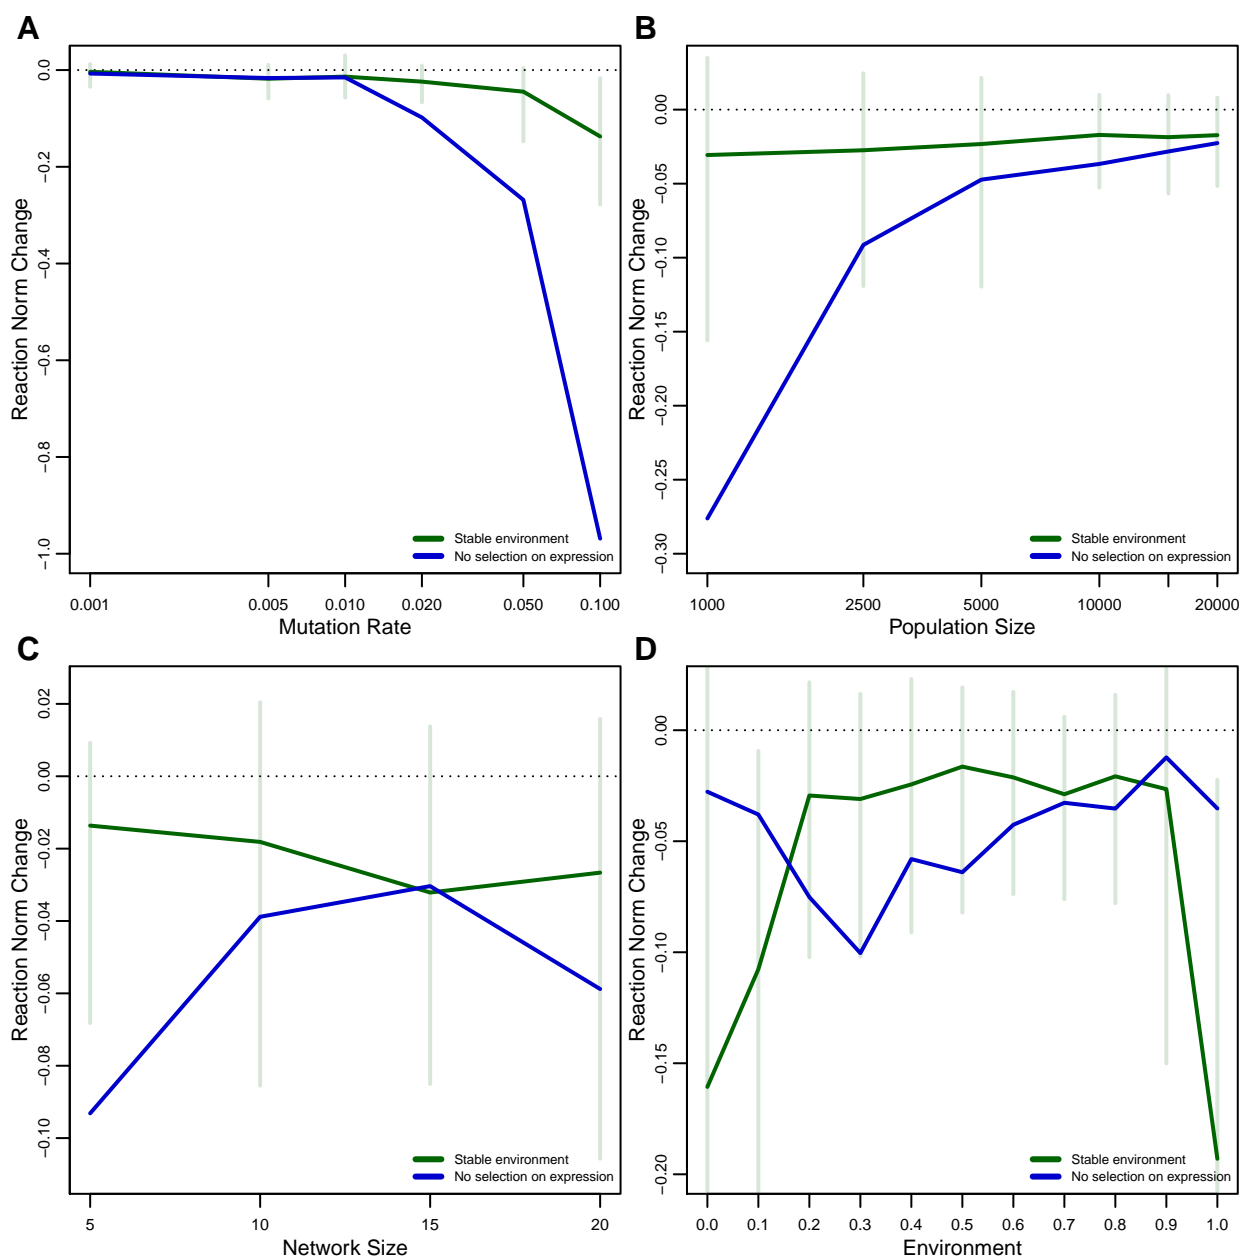 A
Reaction Norm Change
0.0
−0.2
−0.4
−0.6
−0.8
−1.0
Stable environment
No selection on expression
0.001 0.005 0.010 0.020 0.050 0.100
Mutation Rate
B
Reaction Norm Change
0.00
−0.05
−0.10
−0.15
−0.20
−0.25
−0.30
Stable environment
No selection on expression
1000 2500 5000 10000 20000
Population Size
C
Reaction Norm Change
0.02
0.00
−0.02
−0.04
−0.06
−0.08
−0.10
Stable environment
No selection on expression
5 10 15 20
Network Size
D
Reaction Norm Change
0.00
−0.05
−0.10
−0.15
−0.20
Stable environment
No selection on expression
0.0 0.1 0.2 0.3 0.4 0.5 0.6 0.7 0.8 0.9 1.0
Environment